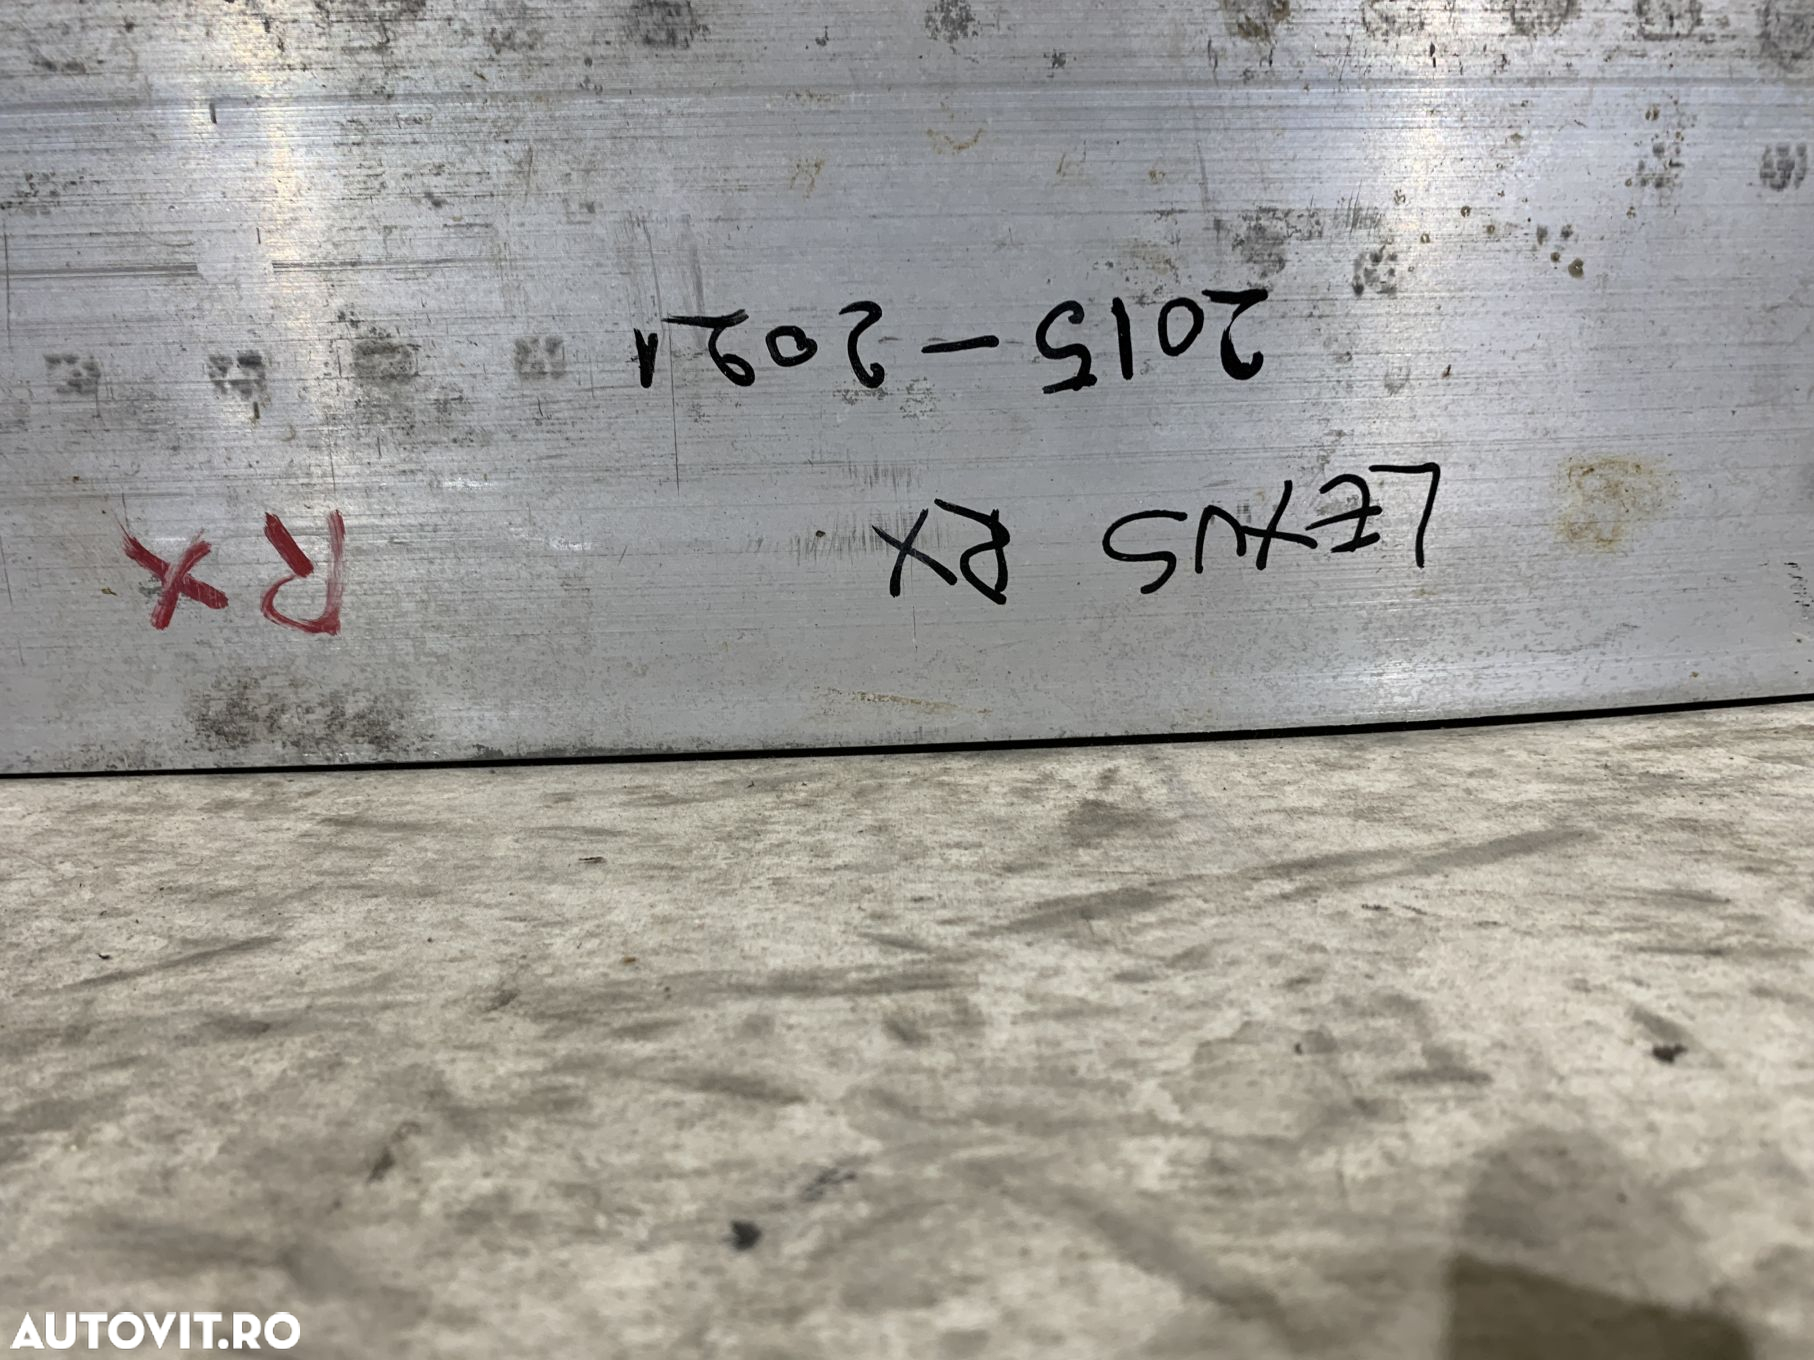 LEXUS RX
RX
2015 - 2021
AUTOVIT.RO